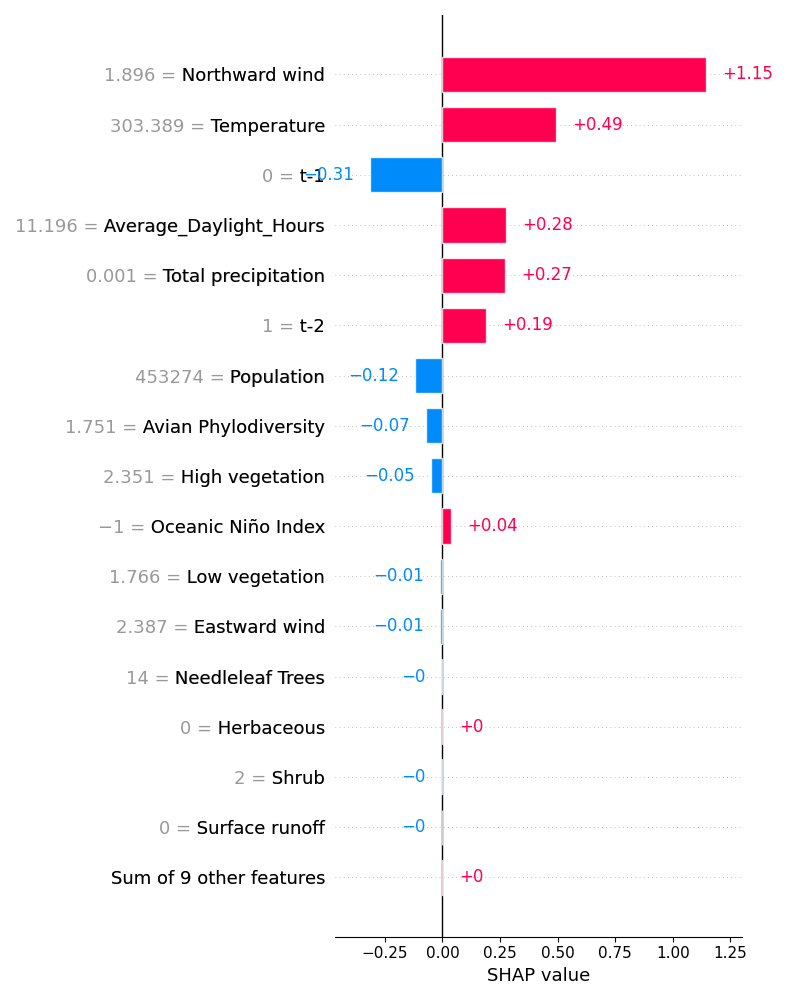 1.896 = Northward wind +1.15
303.389 = Temperature +0.49
0 = t-1 −0.31
11.196 = Average_Daylight_Hours +0.28
0.001 = Total precipitation +0.27
1 = t-2 +0.19
453274 = Population −0.12
1.751 = Avian Phylodiversity −0.07
2.351 = High vegetation −0.05
−1 = Oceanic Niño Index +0.04
1.766 = Low vegetation −0.01
2.387 = Eastward wind −0.01
14 = Needleleaf Trees −0
0 = Herbaceous +0
2 = Shrub −0
0 = Surface runoff −0
Sum of 9 other features +0
−0.25 0.00 0.25 0.50 0.75 1.00 1.25
SHAP value